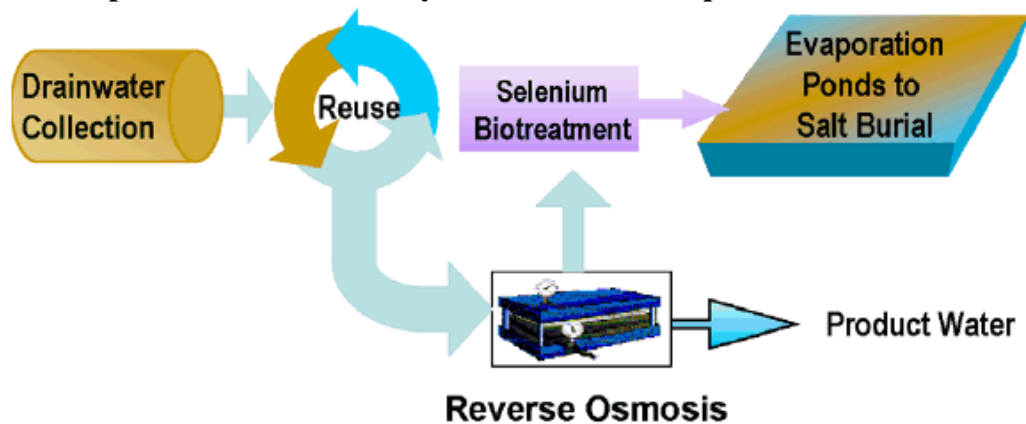 Drainwater
Collection
Reuse
Selenium
Biotreatment
Evaporation
Ponds to
Salt Burial
Product Water
Reverse Osmosis